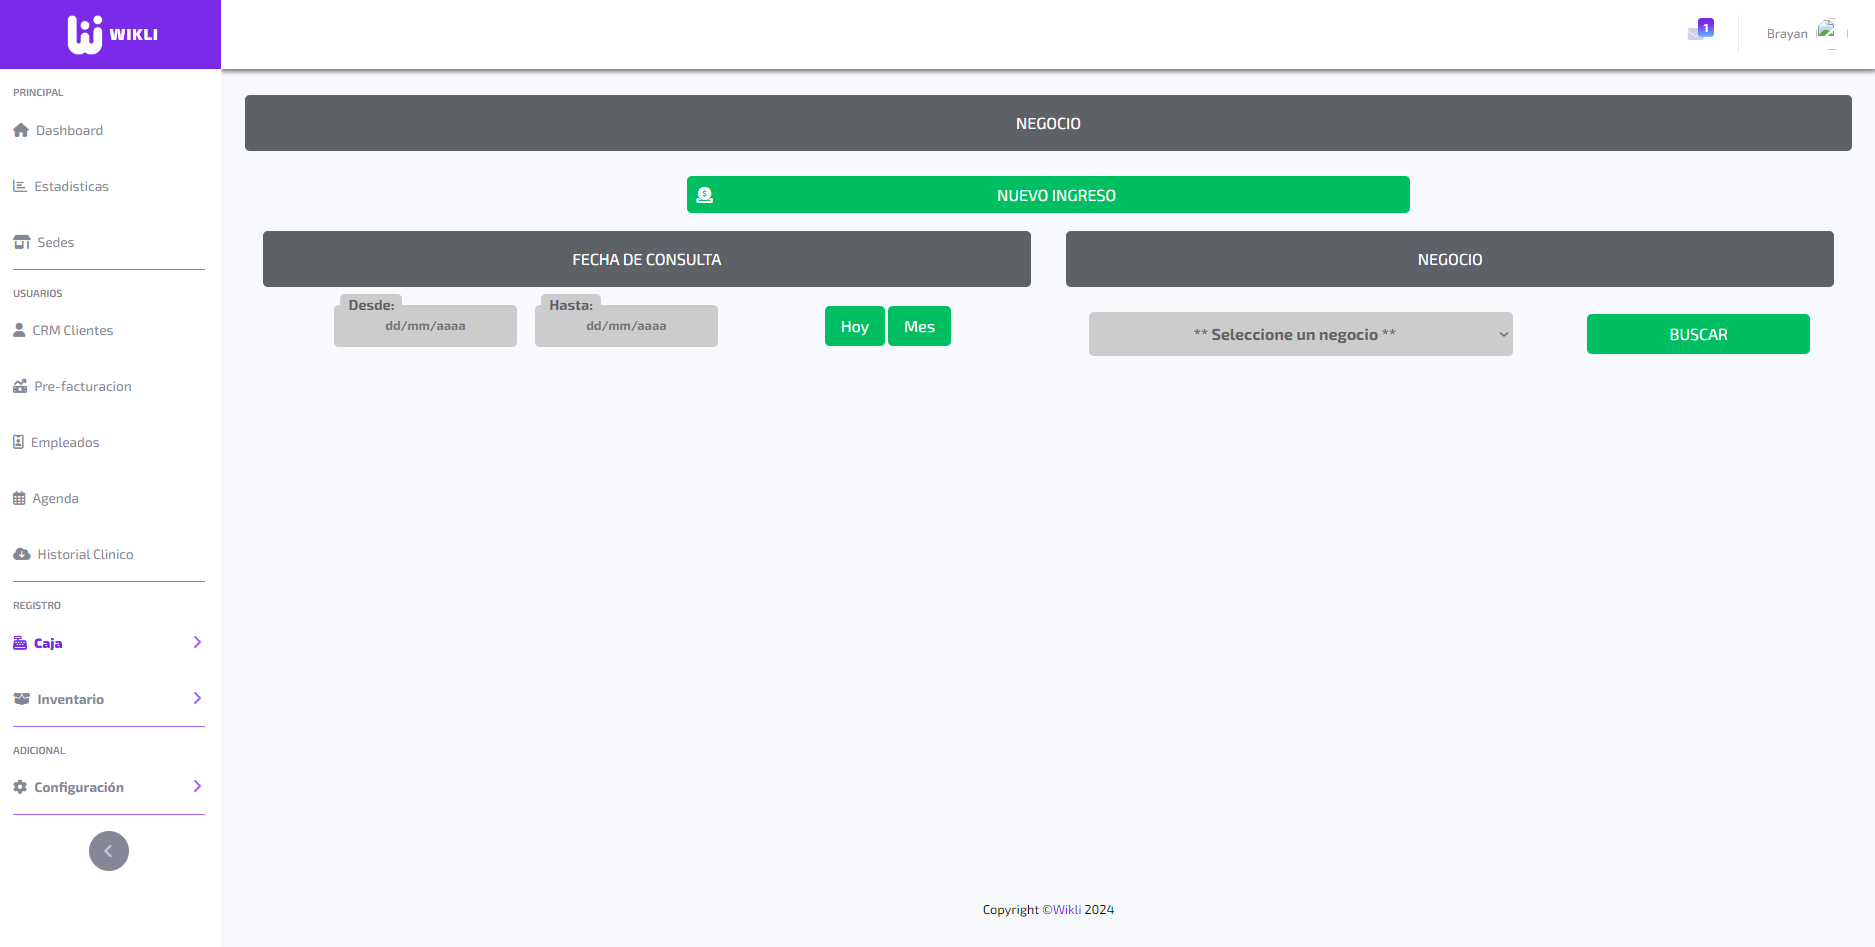 WIKLI
1
Brayan
PRINCIPAL
Dashboard
Estadisticas
Sedes
USUARIOS
CRM Clientes
Pre-facturacion
Empleados
Agenda
Historial Clinico
REGISTRO
Caja
Inventario
ADICIONAL
Configuración
NEGOCIO
NUEVO INGRESO
FECHA DE CONSULTA
Desde:
dd/mm/aaaa
Hasta:
dd/mm/aaaa
Hoy
Mes
NEGOCIO
** Seleccione un negocio **
BUSCAR
Copyright ©Wikli 2024